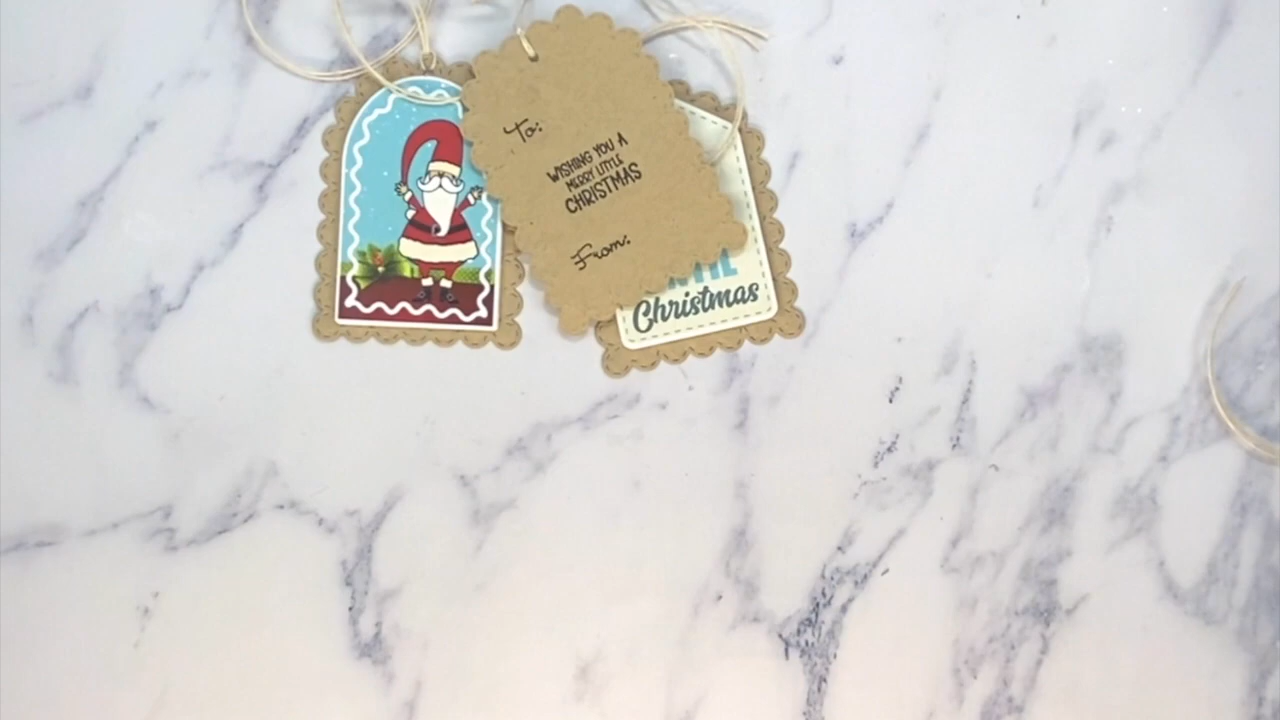 To:
WISHING YOU A
MERRY LITTLE
CHRISTMAS
From:
Christmas